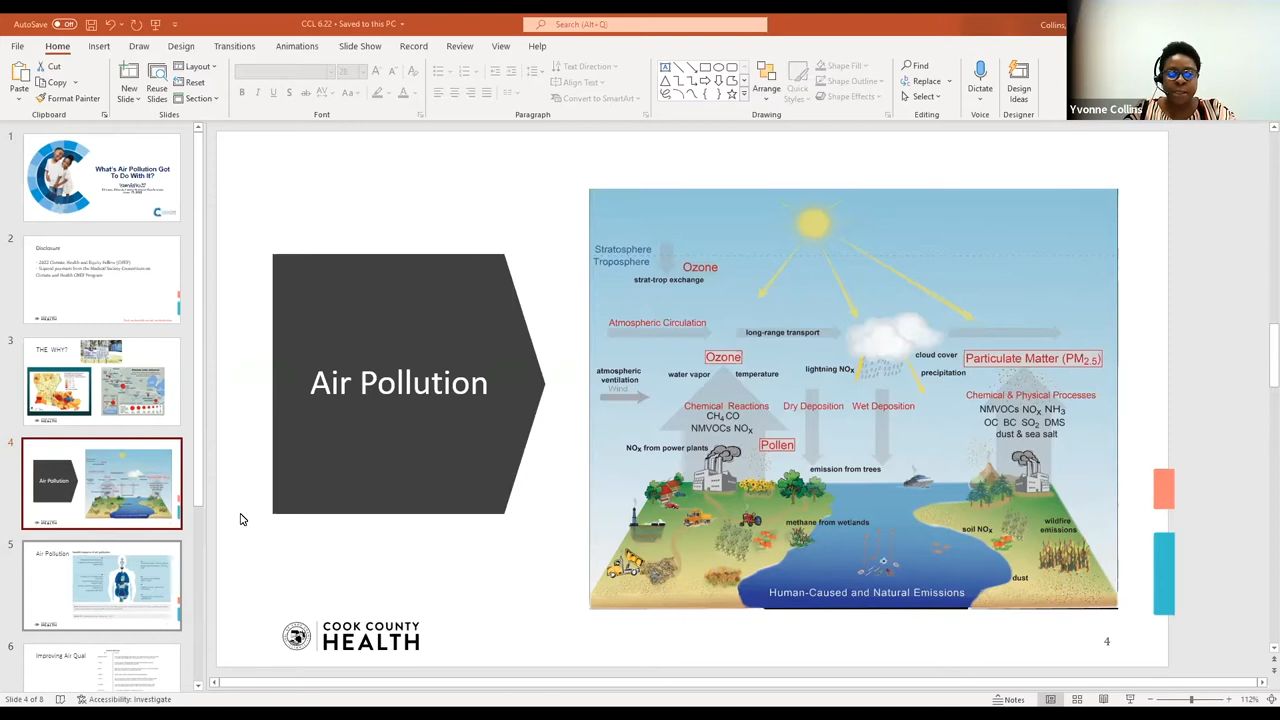 AutoSave Off
CCL 6.22 • Saved to this PC
Search (Alt+Q)
Collins,
File Home Insert Draw Design Transitions Animations Slide Show Record Review View Help
Paste
Cut
Copy
Format Painter
Clipboard
New Slide
Reuse Slides
Layout
Reset
Section
Slides
Font
Text Direction
Align Text
Convert to SmartArt
Paragraph
Arrange
Quick Styles
Shape Fill
Shape Outline
Shape Effects
Drawing
Find
Replace
Select
Editing
Dictate
Voice
Design Ideas
Designer
Yvonne Collins
1
What's Air Pollution Got
To Do With It?
2
Disclosure
3
THE WHY?
4
Air Pollution
5
Air Pollution
6
Improving Air Qual
Air Pollution
Stratosphere
Troposphere
Ozone
strat-trop exchange
Atmospheric Circulation
long-range transport
Ozone
cloud cover
Particulate Matter (PM2.5)
atmospheric
ventilation
Wind
water vapor
temperature
lightning NOx
precipitation
Chemical Reactions
CH4 CO
NMVOCs NOx
Dry Deposition
Wet Deposition
Chemical & Physical Processes
NMVOCs NOx NH3
OC BC SO2 DMS
dust & sea salt
NOx from power plants
Pollen
emission from trees
methane from wetlands
soil NOx
wildfire
emissions
dust
Human-Caused and Natural Emissions
COOK COUNTY
HEALTH
4
Slide 4 of 8
Accessibility: Investigate
Notes
112%